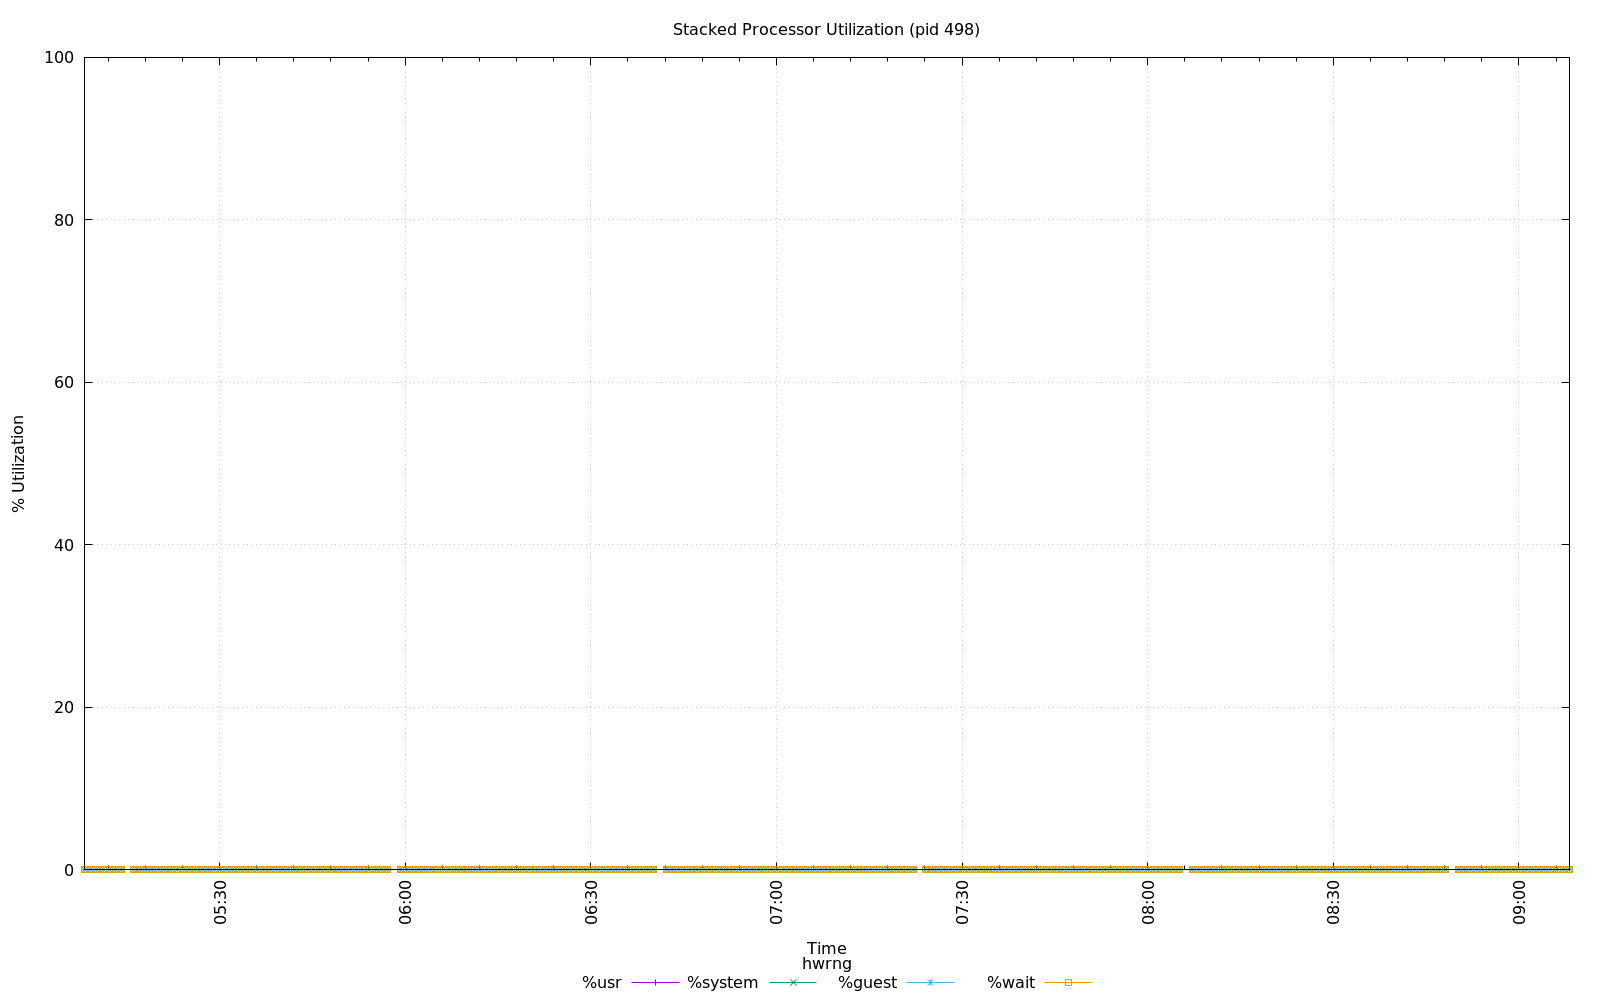 Stacked Processor Utilization (pid 498)
100
80
60
40
20
0
% Utilization
05:30 06:00 06:30 07:00 07:30 08:00 08:30 09:00
Time
hwrng
%usr %system %guest %wait